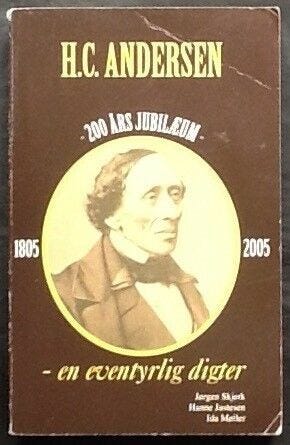 H.C. ANDERSEN
- 200 ÅRS JUBILÆUM -
1805 2005
- en eventyrlig digter
Jørgen Skjerk
Hanne Justesen
Ida Møller